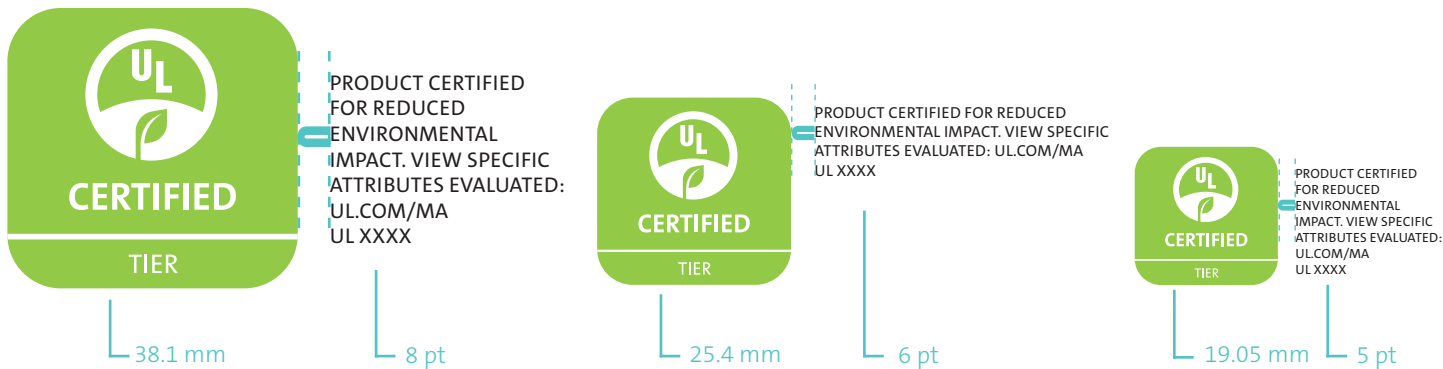 UL
CERTIFIED
TIER
PRODUCT CERTIFIED
FOR REDUCED
ENVIRONMENTAL
IMPACT. VIEW SPECIFIC
ATTRIBUTES EVALUATED:
UL.COM/MA
UL XXXX
38.1 mm
8 pt
UL
CERTIFIED
TIER
PRODUCT CERTIFIED FOR REDUCED
ENVIRONMENTAL IMPACT. VIEW SPECIFIC
ATTRIBUTES EVALUATED: UL.COM/MA
UL XXXX
25.4 mm
6 pt
UL
CERTIFIED
TIER
PRODUCT CERTIFIED
FOR REDUCED
ENVIRONMENTAL
IMPACT. VIEW SPECIFIC
ATTRIBUTES EVALUATED:
UL.COM/MA
UL XXXX
19.05 mm
5 pt